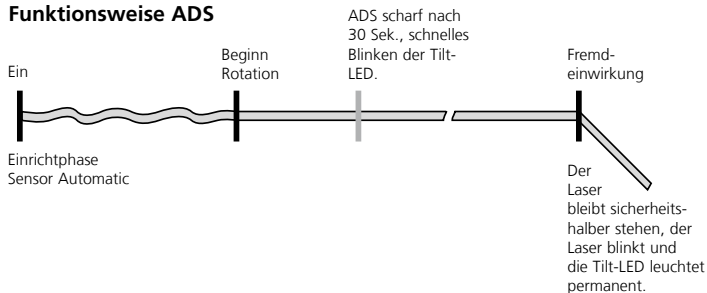 Funktionsweise ADS
Ein
Einrichtphase
Sensor Automatic
Beginn
Rotation
ADS scharf nach
30 Sek., schnelles
Blinken der Tilt-
LED.
Fremd-
einwirkung
Der
Laser
bleibt sicherheits-
halber stehen, der
Laser blinkt und
die Tilt-LED leuchtet
permanent.